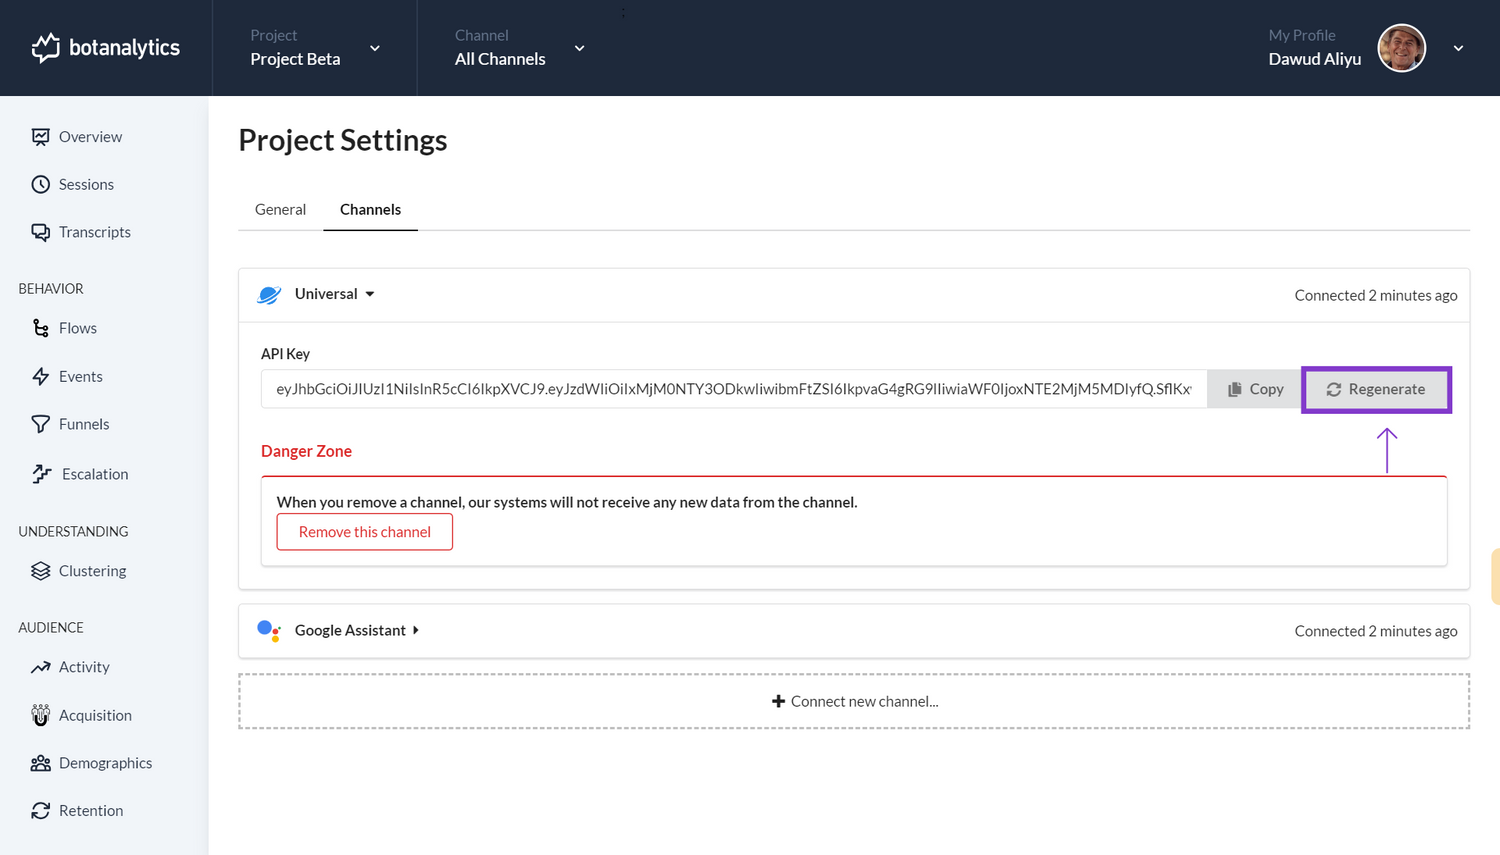 botanalytics
Project
Project Beta
Channel
All Channels
My Profile
Dawud Aliyu
Overview
Sessions
Transcripts
BEHAVIOR
Flows
Events
Funnels
Escalation
UNDERSTANDING
Clustering
AUDIENCE
Activity
Acquisition
Demographics
Retention
Project Settings
General
Channels
Universal
Connected 2 minutes ago
API Key
eyJhbGciOiJIUzI1NiIsInR5cCI6IkpXVCJ9.eyJzdWIiOiIxMjM0NTY3ODkwIiwibmFtZSI6IkpvaG4gRG9lIiwiaWF0IjoxNTE2MjM5MDIyfQ.SflKx
Copy
Regenerate
Danger Zone
When you remove a channel, our systems will not receive any new data from the channel.
Remove this channel
Google Assistant
Connected 2 minutes ago
Connect new channel...